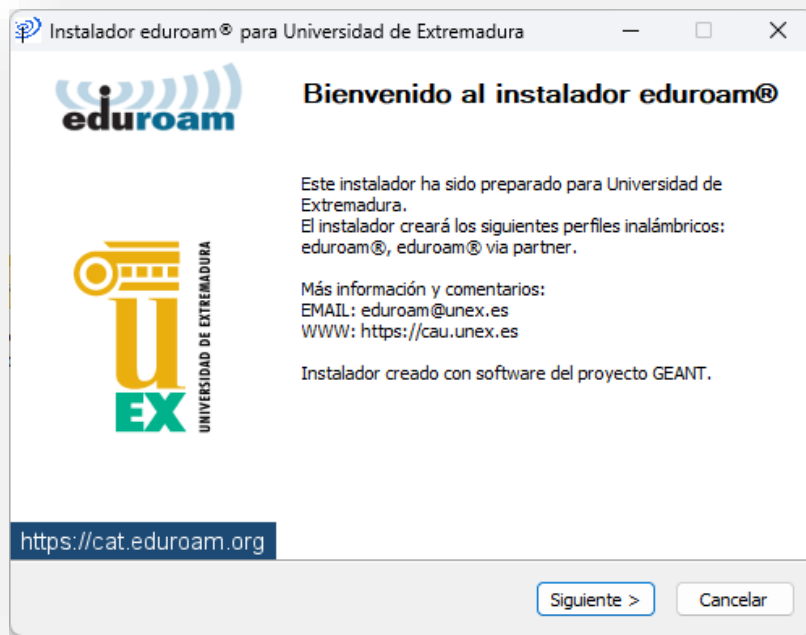 Instalador eduroam® para Universidad de Extremadura
eduroam
Bienvenido al instalador eduroam®
Este instalador ha sido preparado para Universidad de
Extremadura.
El instalador creará los siguientes perfiles inalámbricos:
eduroam®, eduroam® via partner.
Más información y comentarios:
EMAIL: eduroam@unex.es
WWW: https://cau.unex.es
Instalador creado con software del proyecto GEANT.
u
EX
UNIVERSIDAD DE EXTREMADURA
https://cat.eduroam.org
Siguiente >
Cancelar